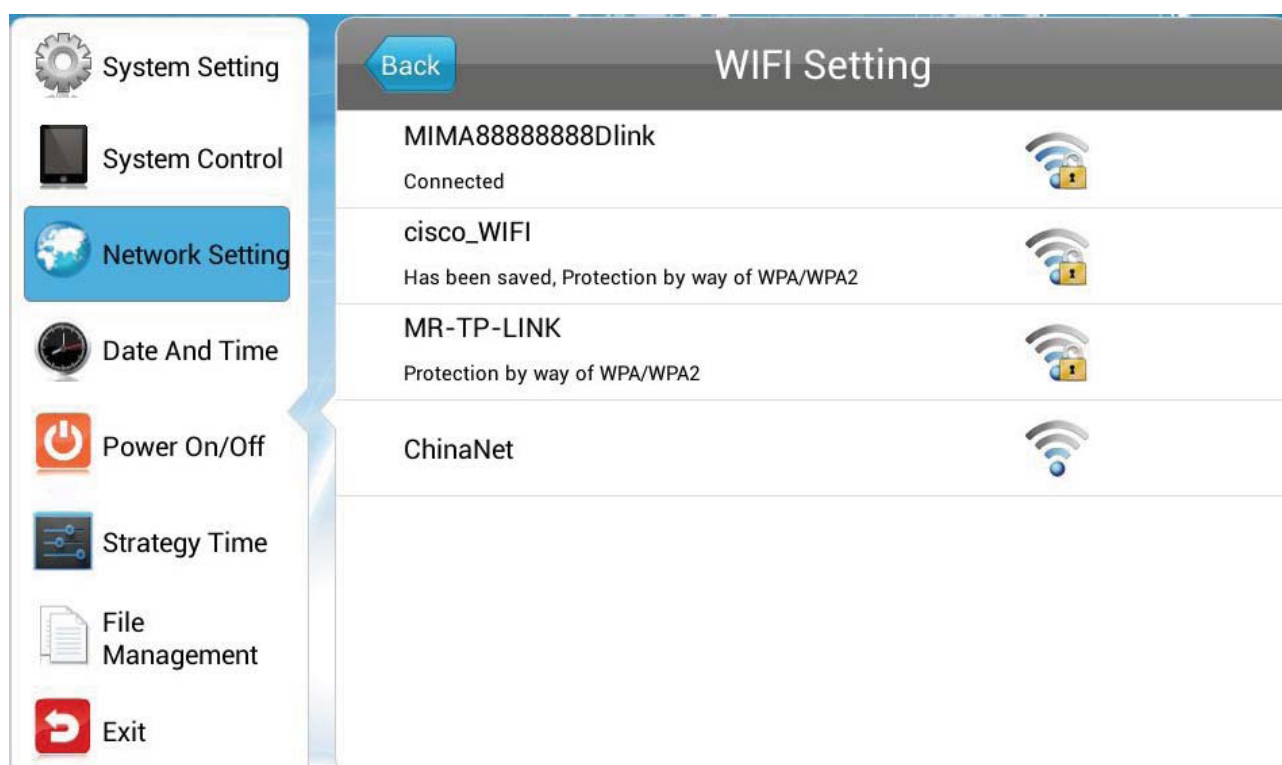 System Setting
System Control
Network Setting
Date And Time
Power On/Off
Strategy Time
File
Management
Exit
Back
WIFI Setting
MIMA88888888Dlink
Connected
cisco_WIFI
Has been saved, Protection by way of WPA/WPA2
MR-TP-LINK
Protection by way of WPA/WPA2
ChinaNet